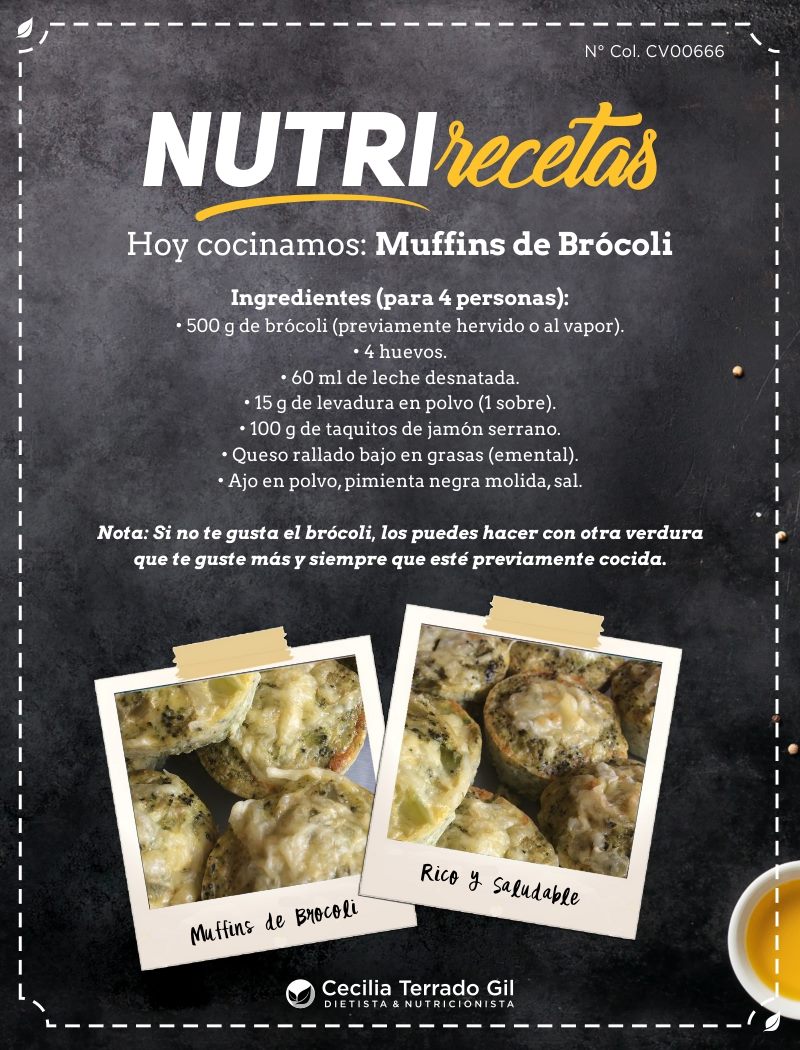 Nº Col. CV00666
NUTRIrecetas
Hoy cocinamos: Muffins de Brócoli
Ingredientes (para 4 personas):
• 500 g de brócoli (previamente hervido o al vapor).
• 4 huevos.
• 60 ml de leche desnatada.
• 15 g de levadura en polvo (1 sobre).
• 100 g de taquitos de jamón serrano.
• Queso rallado bajo en grasas (emental).
• Ajo en polvo, pimienta negra molida, sal.
Nota: Si no te gusta el brócoli, los puedes hacer con otra verdura
que te guste más y siempre que esté previamente cocida.
Muffins de Brocoli
Rico y Saludable
Cecilia Terrado Gil
DIETISTA & NUTRICIONISTA